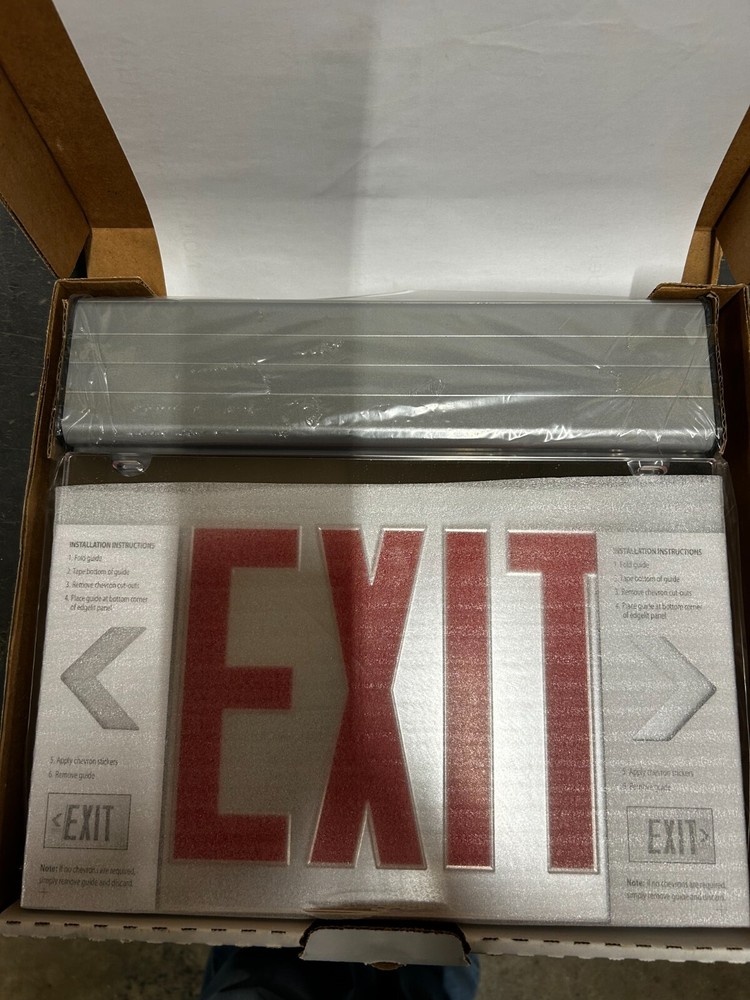 INSTALLATION INSTRUCTIONS
1. Fold guide
2. Tape bottom of guide
3. Remove chevron cut-outs
4. Place guide at bottom corner
of edgelit panel
5. Apply chevron stickers
6. Remove guide
<EXIT
Note: if no chevrons are required,
simply remove guide and discard.
EXIT
INSTALLATION INSTRUCTIONS
1. Fold guide
2. Tape bottom of guide
3. Remove chevron cut-outs
4. Place guide at bottom corner
of edgelit panel
5. Apply chevron stickers
6. Remove guide
EXIT>
Note: if no chevrons are required,
simply remove guide and discard.